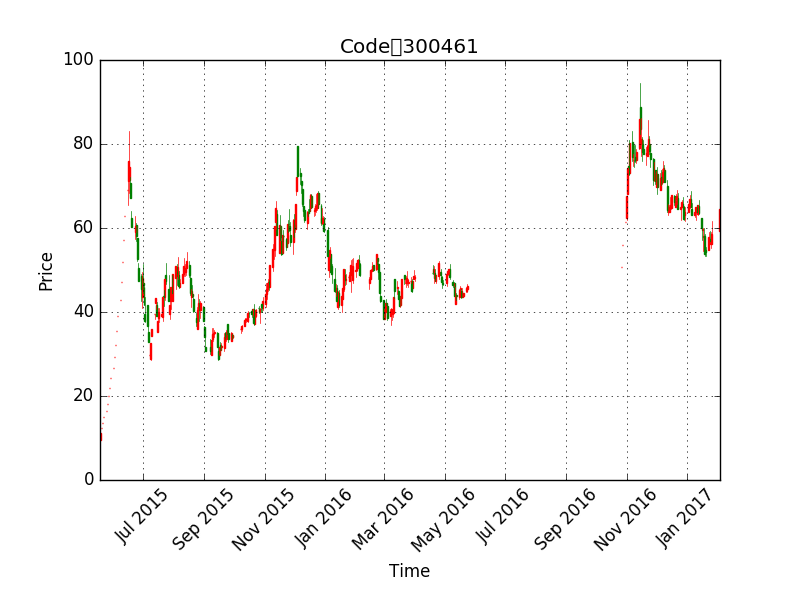 Code▯300461
100
80
60
40
20
0
Price
Jul 2015
Sep 2015
Nov 2015
Jan 2016
Mar 2016
May 2016
Jul 2016
Sep 2016
Nov 2016
Jan 2017
Time